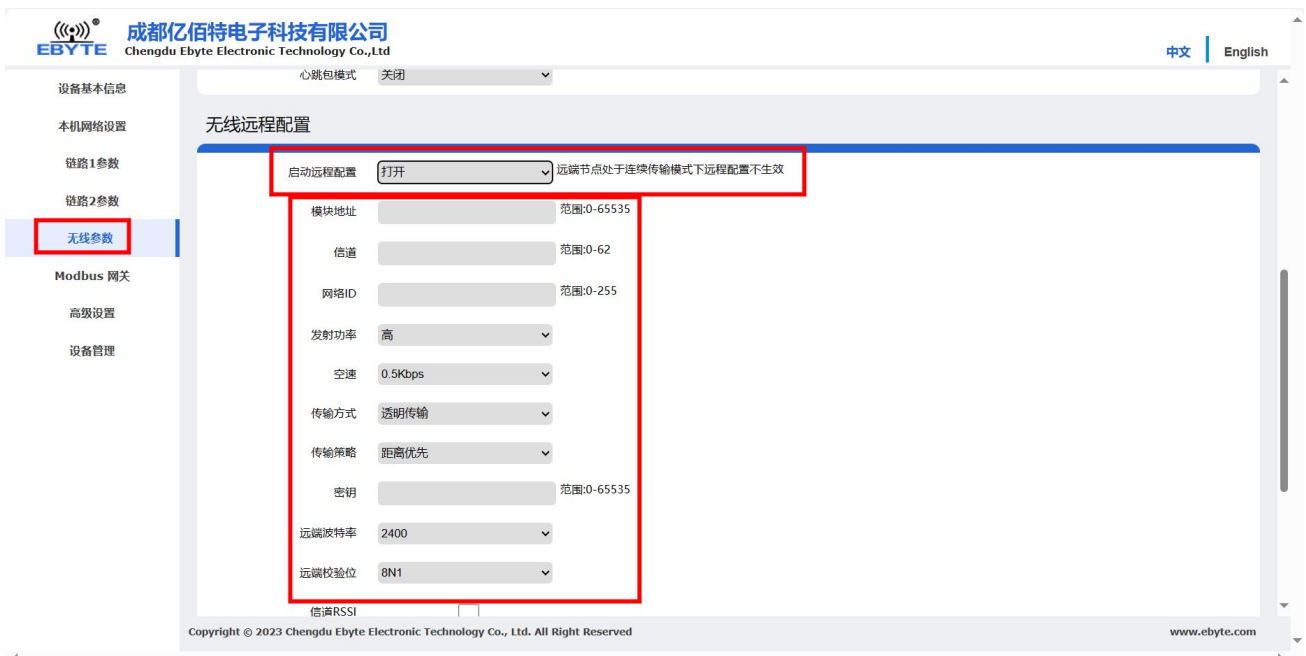 ((•)) ®
EBYTE
成都亿佰特电子科技有限公司
Chengdu Ebyte Electronic Technology Co.,Ltd
中文 English
设备基本信息
本机网络设置
链路1参数
链路2参数
无线参数
Modbus 网关
高级设置
设备管理
心跳包模式 关闭
无线远程配置
启动远程配置 打开 远端节点处于连续传输模式下远程配置不生效
模块地址 范围:0-65535
信道 范围:0-62
网络ID 范围:0-255
发射功率 高
空速 0.5Kbps
传输方式 透明传输
传输策略 距离优先
密钥 范围:0-65535
远端波特率 2400
远端校验位 8N1
信道RSSI
Copyright © 2023 Chengdu Ebyte Electronic Technology Co., Ltd. All Right Reserved www.ebyte.com